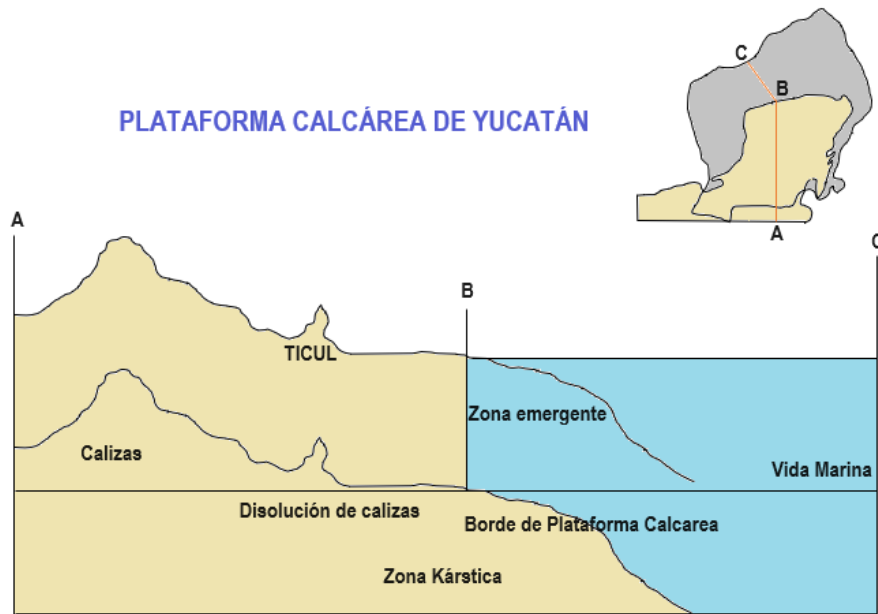 C
B
PLATAFORMA CALCÁREA DE YUCATÁN
A
A
C
B
TICUL
Zona emergente
Calizas
Vida Marina
Disolución de calizas
Borde de Plataforma Calcarea
Zona Kárstica